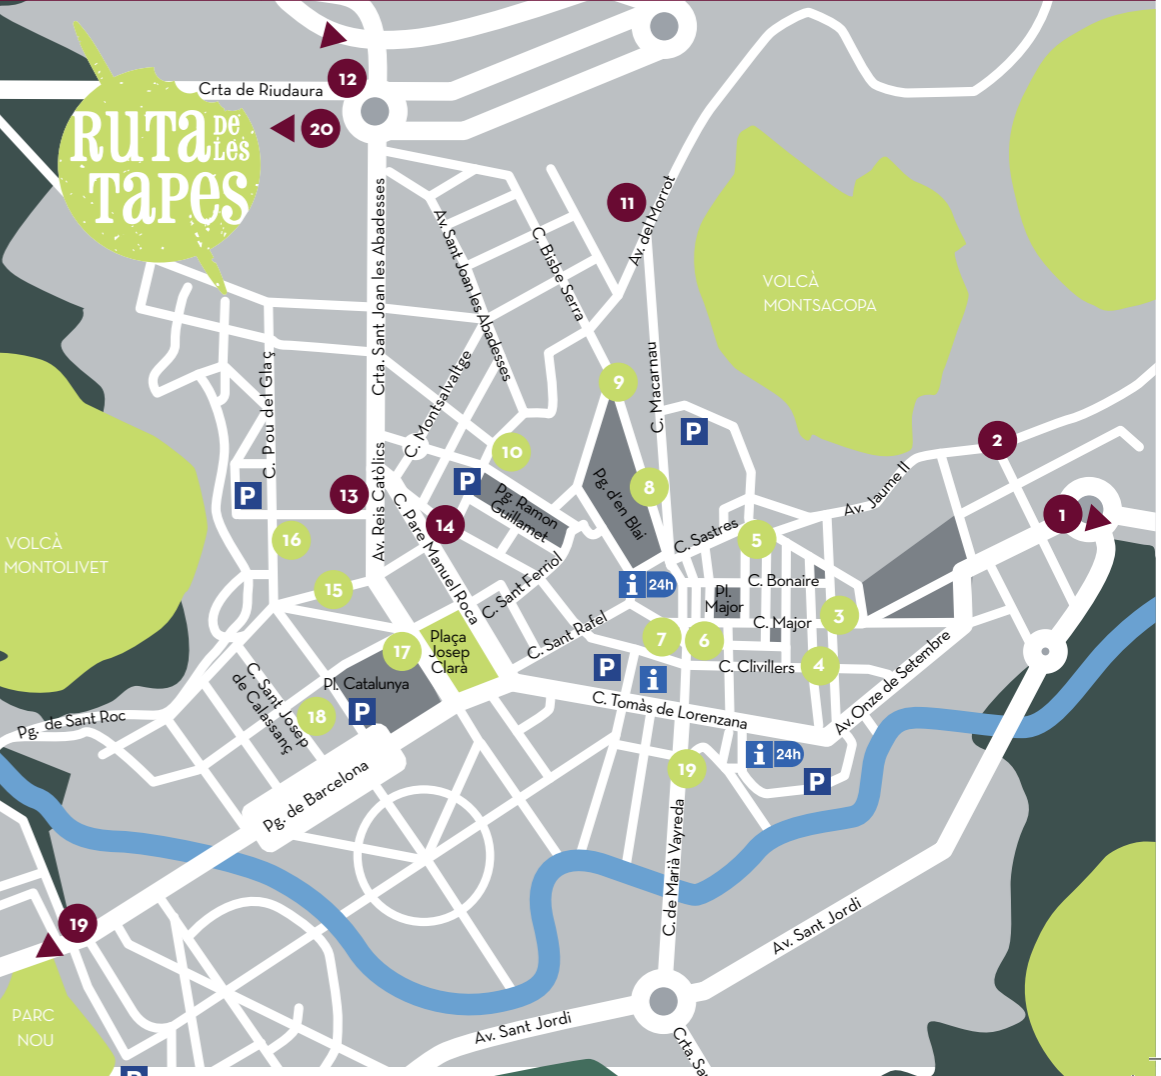 12
Crta de Riudaura
RUTA DE
LES
TAPES
20
11
Av. del Morrot
Av. Sant Joan les Abadesses
C. Bisbe Serra
Crta. Sant Joan les Abadesses
VOLCÀ
MONTSACOPA
C. Macarnau
C. Montsalvaltge
C. Pou del Glaç
9
P
2
10
Av. Reis Catòlics
P
8
Av. Jaume II
P
13
Pg. Ramon
Guillamet
Pg. d'en Blai
14
1
C. Pare Manuel Roca
C. Sastres
5
16
VOLCÀ
MONTOLIVET
C. Sant Ferriol
i 24h
C. Bonaire
15
Pl.
Major
3
C. Major
C. Sant Rafel
7
6
17
Plaça
Josep
Clarà
P
i
C. Clivillers
4
Av. Onze de Setembre
Pl. Catalunya
C. Sant Josep
de Calassanç
C. Tomàs de Lorenzana
18
P
Pg. de Sant Roc
i 24h
19
P
Pg. de Barcelona
C. de Marià Vayreda
19
Av. Sant Jordi
PARC
NOU
Av. Sant Jordi
Crta. Sa
P